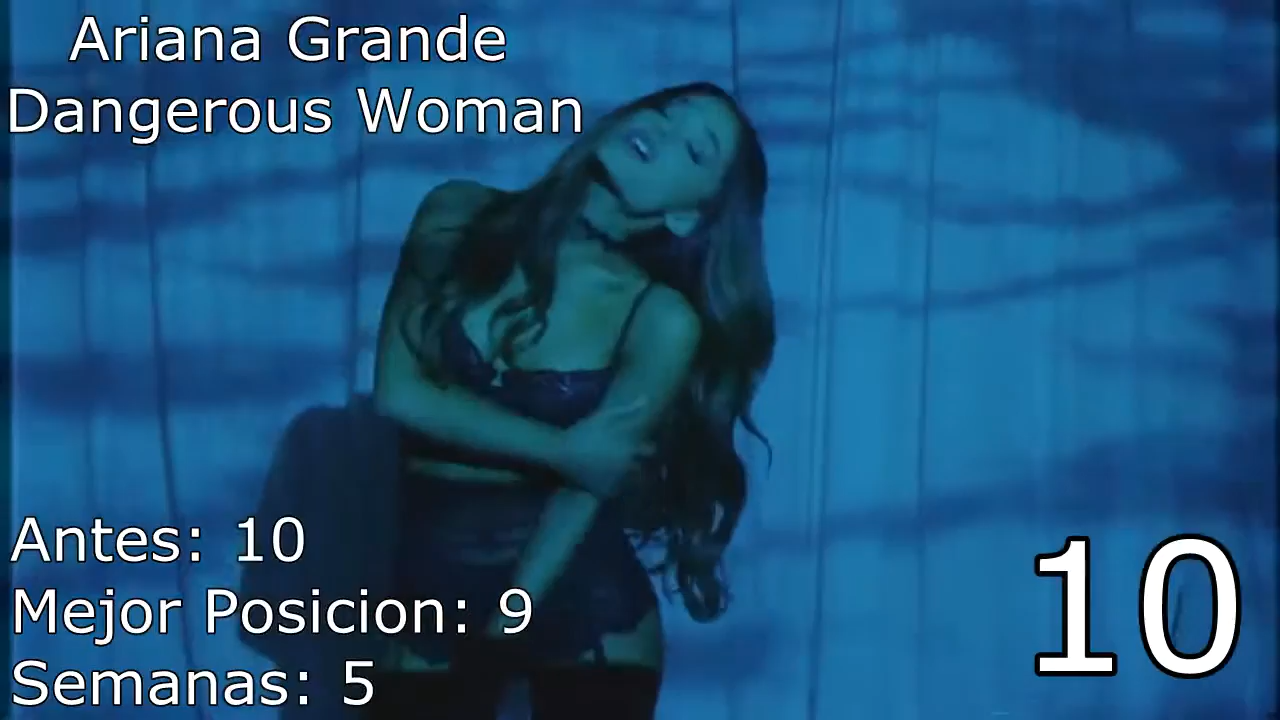 Ariana Grande
Dangerous Woman
Antes: 10
Mejor Posicion: 9
Semanas: 5
10